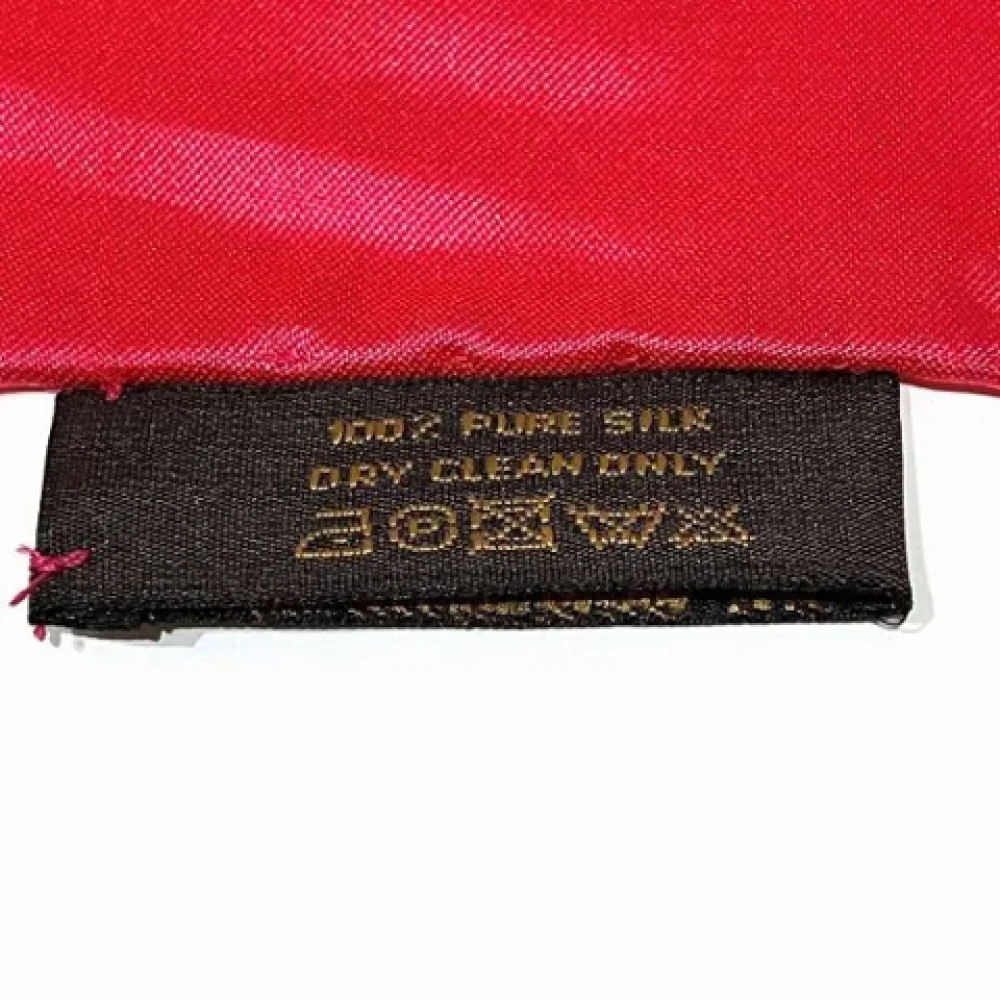 100% PURE SILK
DRY CLEAN ONLY
P